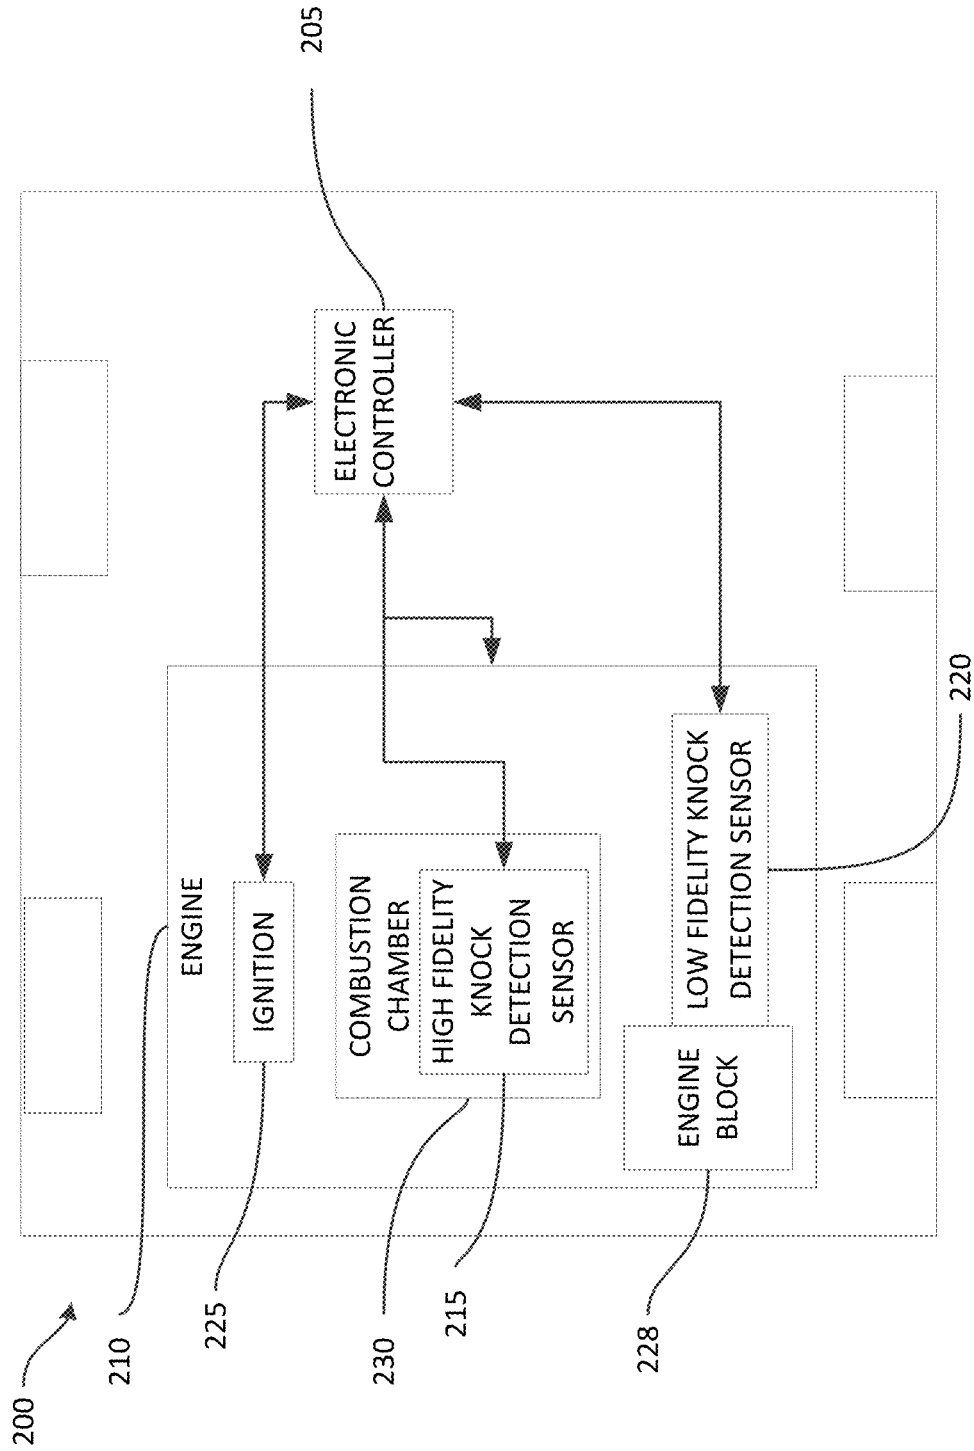 200
210
225
230
215
228
ENGINE
IGNITION
COMBUSTION
CHAMBER
HIGH FIDELITY
KNOCK
DETECTION
SENSOR
ENGINE
BLOCK
LOW FIDELITY KNOCK
DETECTION SENSOR
220
ELECTRONIC
CONTROLLER
205